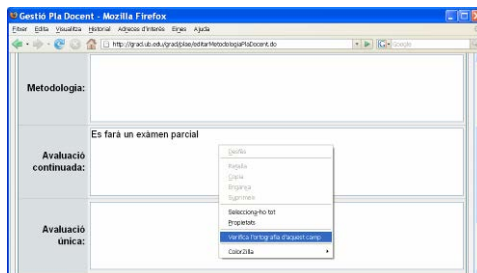 Gestió Pla Docent - Mozilla Firefox
Fitxer Edita Visualitza Historial Adreces d'interès Eines Ajuda
http://grad.ub.edu/grad/plae/editarMetodologiaPlaDocent.do
Google
Metodologia:
Es farà un exàmen parcial
Avaluació
continuada:
Desfés
Retalla
Copia
Enganxa
Suprimeix
Selecciona-ho tot
Propietats
Verifica l'ortografia d'aquest camp
ColorZilla
Avaluació
única: